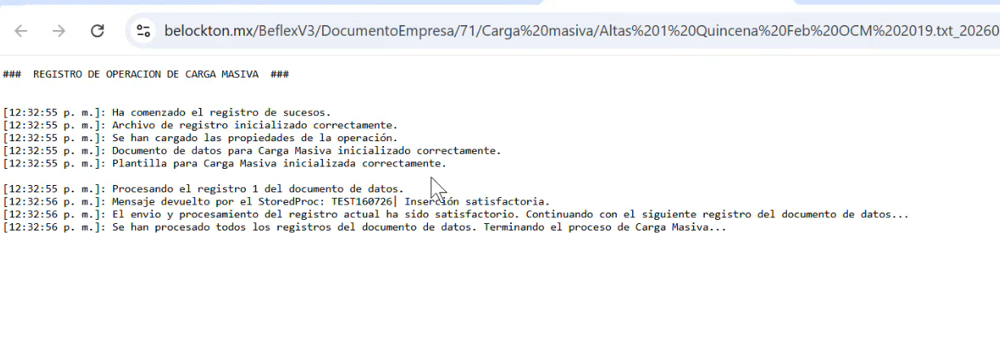 belockton.mx/BeflexV3/DocumentoEmpresa/71/Carga%20masiva/Altas%201%20Quincena%20Feb%20OCM%202019.txt_20260
### REGISTRO DE OPERACION DE CARGA MASIVA ###
[12:32:55 p. m.]: Ha comenzado el registro de sucesos.
[12:32:55 p. m.]: Archivo de registro inicializado correctamente.
[12:32:55 p. m.]: Se han cargado las propiedades de la operación.
[12:32:55 p. m.]: Documento de datos para Carga Masiva inicializado correctamente.
[12:32:55 p. m.]: Plantilla para Carga Masiva inicializada correctamente.
[12:32:55 p. m.]: Procesando el registro 1 del documento de datos.
[12:32:56 p. m.]: Mensaje devuelto por el StoredProc: TEST160726| Inserción satisfactoria.
[12:32:56 p. m.]: El envio y procesamiento del registro actual ha sido satisfactorio. Continuando con el siguiente registro del documento de datos...
[12:32:56 p. m.]: Se han procesado todos los registros del documento de datos. Terminando el proceso de Carga Masiva...